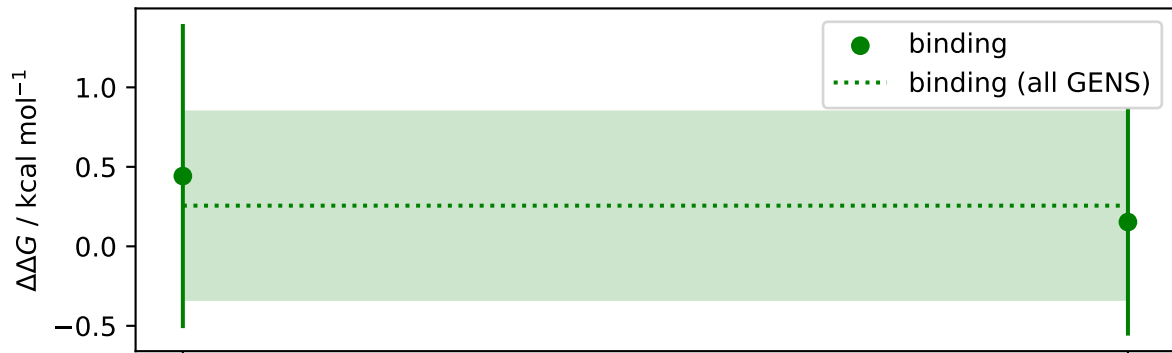 ΔΔG / kcal mol⁻¹
1.0
0.5
0.0
−0.5
binding
binding (all GENS)